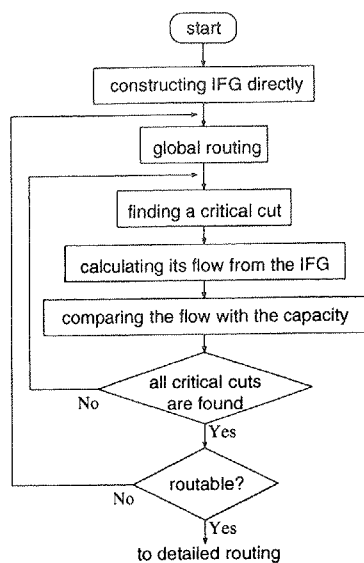 start
constructing IFG directly
global routing
finding a critical cut
calculating its flow from the IFG
comparing the flow with the capacity
all critical cuts
are found
No
Yes
routable?
No
Yes
to detailed routing